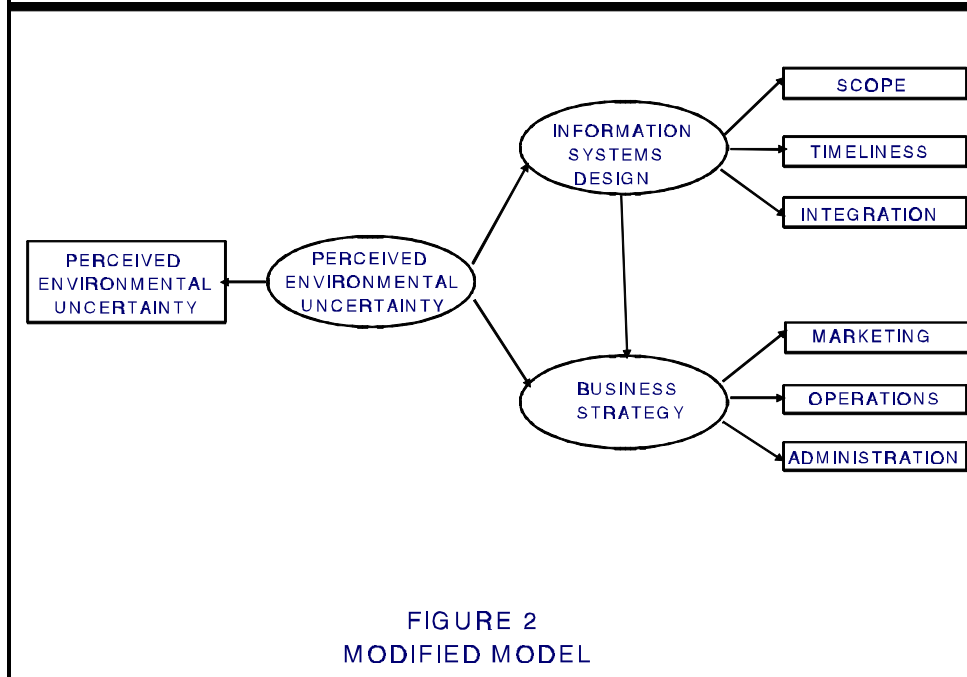 SCOPE
INFORMATION
SYSTEMS
DESIGN
TIMELINESS
INTEGRATION
PERCEIVED
ENVIRONMENTAL
UNCERTAINTY
PERCEIVED
ENVIRONMENTAL
UNCERTAINTY
MARKETING
BUSINESS
STRATEGY
OPERATIONS
ADMINISTRATION
FIGURE 2
MODIFIED MODEL